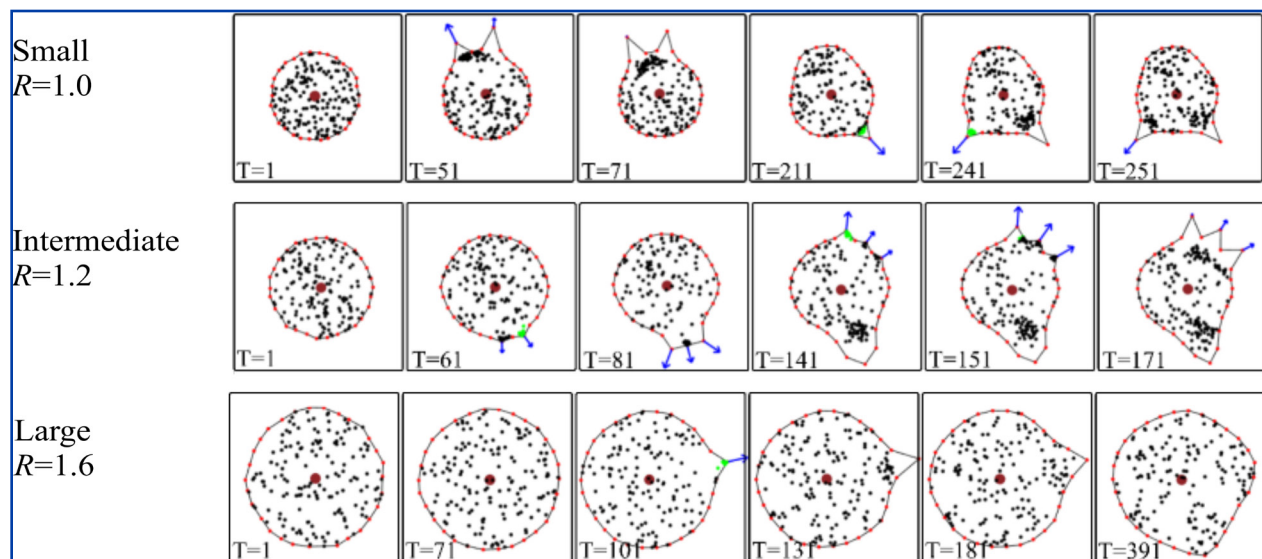 Small
R=1.0
T=1
T=51
T=71
T=211
T=241
T=251
Intermediate
R=1.2
T=1
T=61
T=81
T=141
T=151
T=171
Large
R=1.6
T=1
T=71
T=101
T=131
T=181
T=391